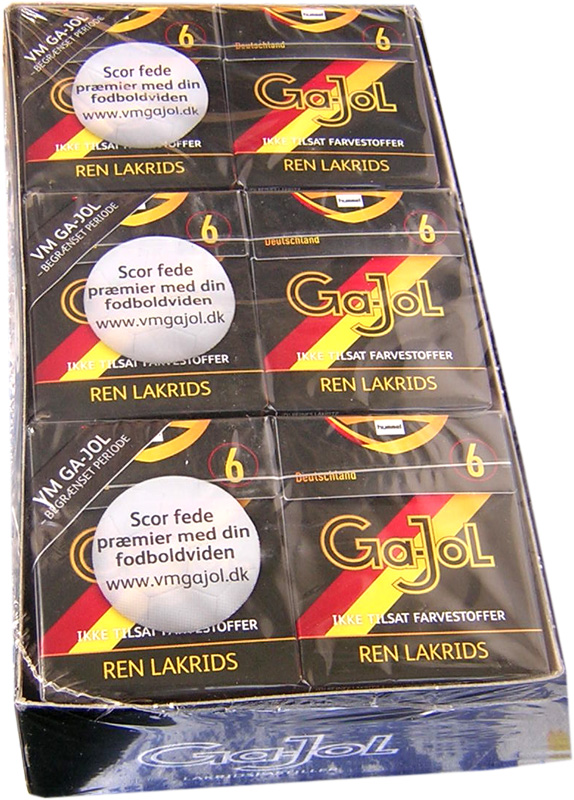 VM GA-JOL
- BEGRÆNSET PERIODE
6
Scor fede
præmier med din
fodboldviden
www.vmgajol.dk
IKKE TILSAT FARVESTOFFER
REN LAKRIDS
hummel
6
Deutschland
Ga-Jol
IKKE TILSAT FARVESTOFFER
REN LAKRIDS
VM GA-JOL
- BEGRÆNSET PERIODE
6
Scor fede
præmier med din
fodboldviden
www.vmgajol.dk
IKKE TILSAT FARVESTOFFER
REN LAKRIDS
hummel
6
Deutschland
Ga-Jol
IKKE TILSAT FARVESTOFFER
REN LAKRIDS
VM GA-JOL
- BEGRÆNSET PERIODE
6
Scor fede
præmier med din
fodboldviden
www.vmgajol.dk
IKKE TILSAT FARVESTOFFER
REN LAKRIDS
hummel
6
Deutschland
Ga-Jol
IKKE TILSAT FARVESTOFFER
REN LAKRIDS
Ga-Jol
LAKRIDSPASTILLER